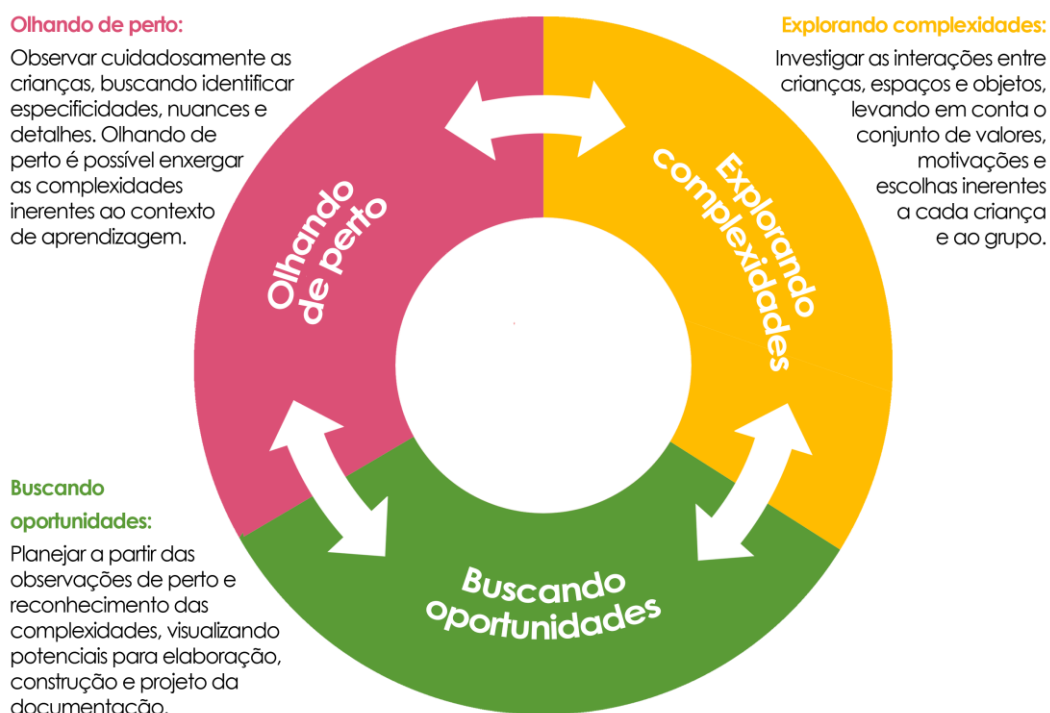 Olhando de perto:
Observar cuidadosamente as
crianças, buscando identificar
especificidades, nuances e
detalhes. Olhando de
perto é possível enxergar
as complexidades
inerentes ao contexto
de aprendizagem.
Explorando complexidades:
Investigar as interações entre
crianças, espaços e objetos,
levando em conta o
conjunto de valores,
motivações e
escolhas inerentes
a cada criança
e ao grupo.
Olhando
de perto
Explorando
complexidades
Buscando
oportunidades
Buscando
oportunidades:
Planejar a partir das
observações de perto e
reconhecimento das
complexidades, visualizando
potenciais para elaboração,
construção e projeto da
documentação.